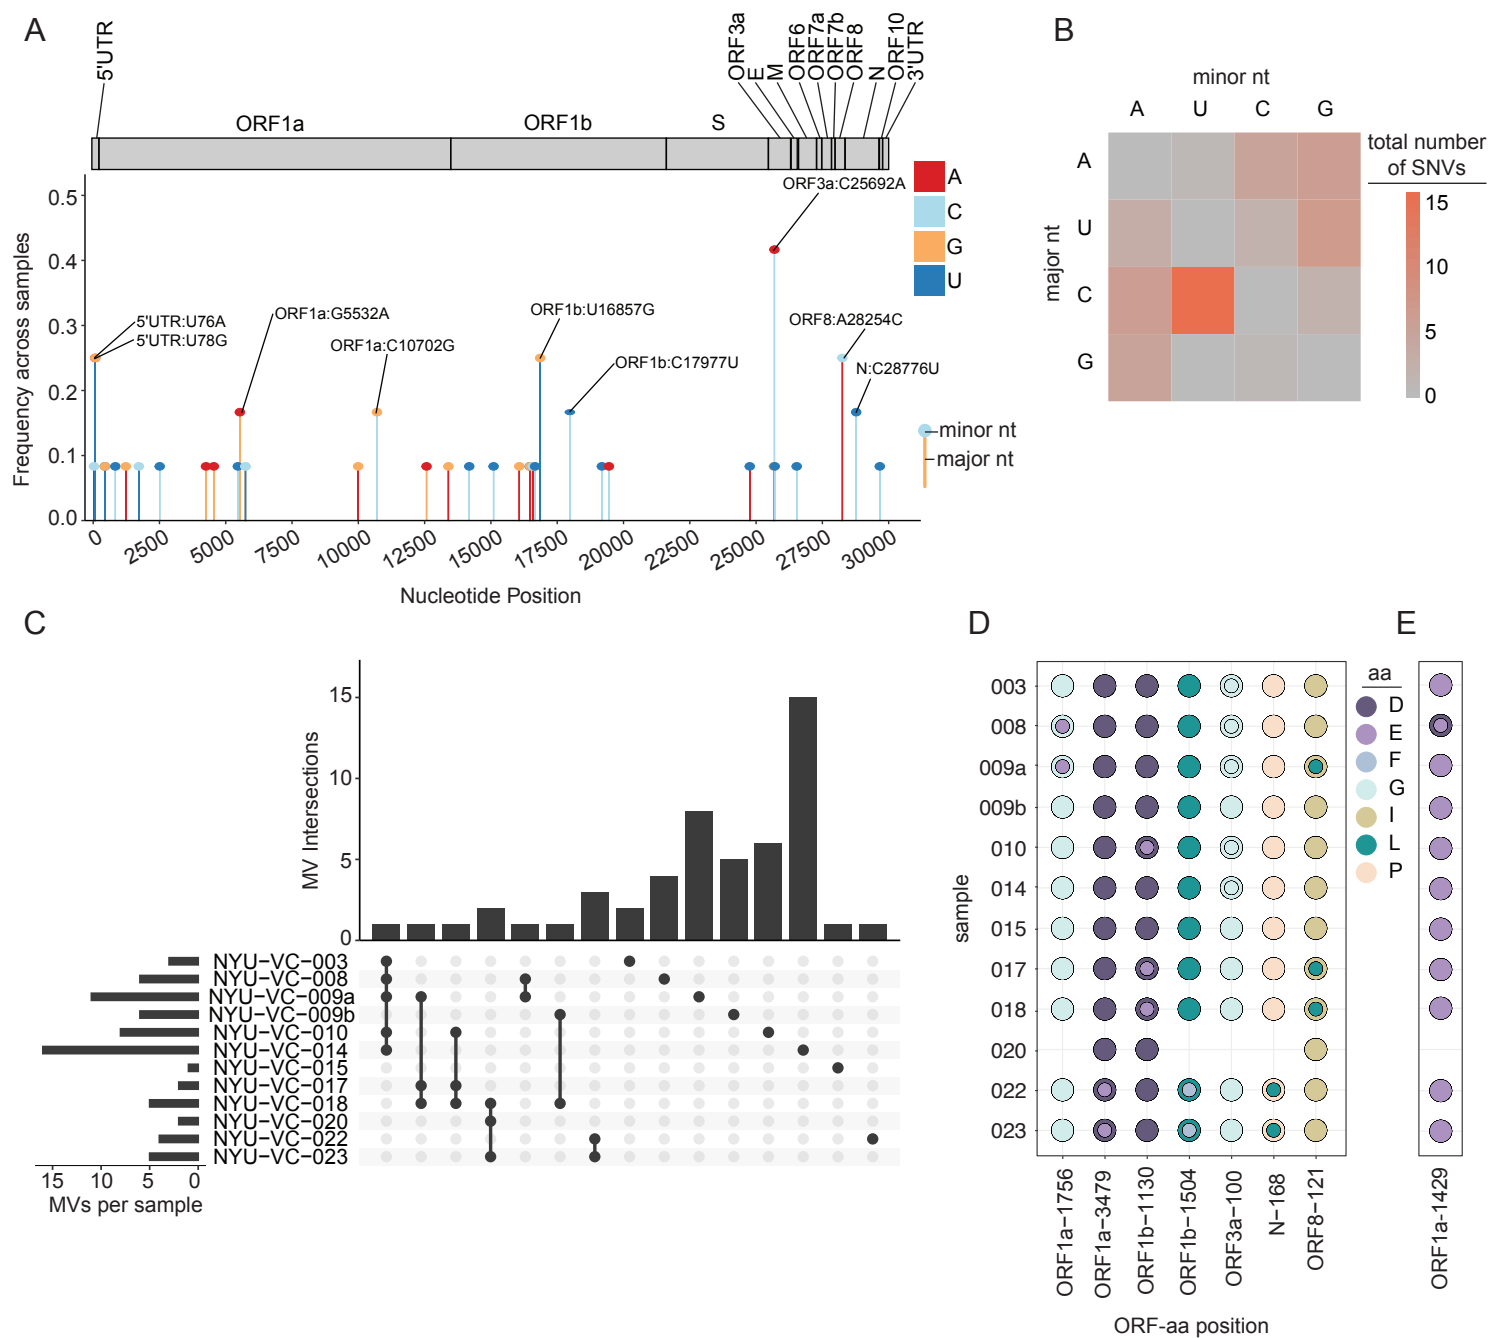 A
5'UTR
ORF3a
E
M
ORF6
ORF7a
ORF7b
ORF8
N
ORF10
3'UTR
ORF1a
ORF1b
S
Frequency across samples
0.5
0.4
0.3
0.2
0.1
0.0
5'UTR:U76A
5'UTR:U78G
ORF1a:G5532A
ORF1a:C10702G
ORF1b:U16857G
ORF1b:C17977U
ORF3a:C25692A
ORF8:A28254C
N:C28776U
A
C
G
U
minor nt
major nt
0
2500
5000
7500
10000
12500
15000
17500
20000
22500
25000
27500
30000
Nucleotide Position
B
minor nt
A U C G
major nt
A
U
C
G
total number
of SNVs
15
10
5
0
C
MV Intersections
15
10
5
0
NYU-VC-003
NYU-VC-008
NYU-VC-009a
NYU-VC-009b
NYU-VC-010
NYU-VC-014
NYU-VC-015
NYU-VC-017
NYU-VC-018
NYU-VC-020
NYU-VC-022
NYU-VC-023
15 10 5 0
MVs per sample
D
sample
003
008
009a
009b
010
014
015
017
018
020
022
023
ORF1a-1756
ORF1a-3479
ORF1b-1130
ORF1b-1504
ORF3a-100
N-168
ORF8-121
ORF-aa position
aa
D
E
F
G
I
L
P
E
ORF1a-1429